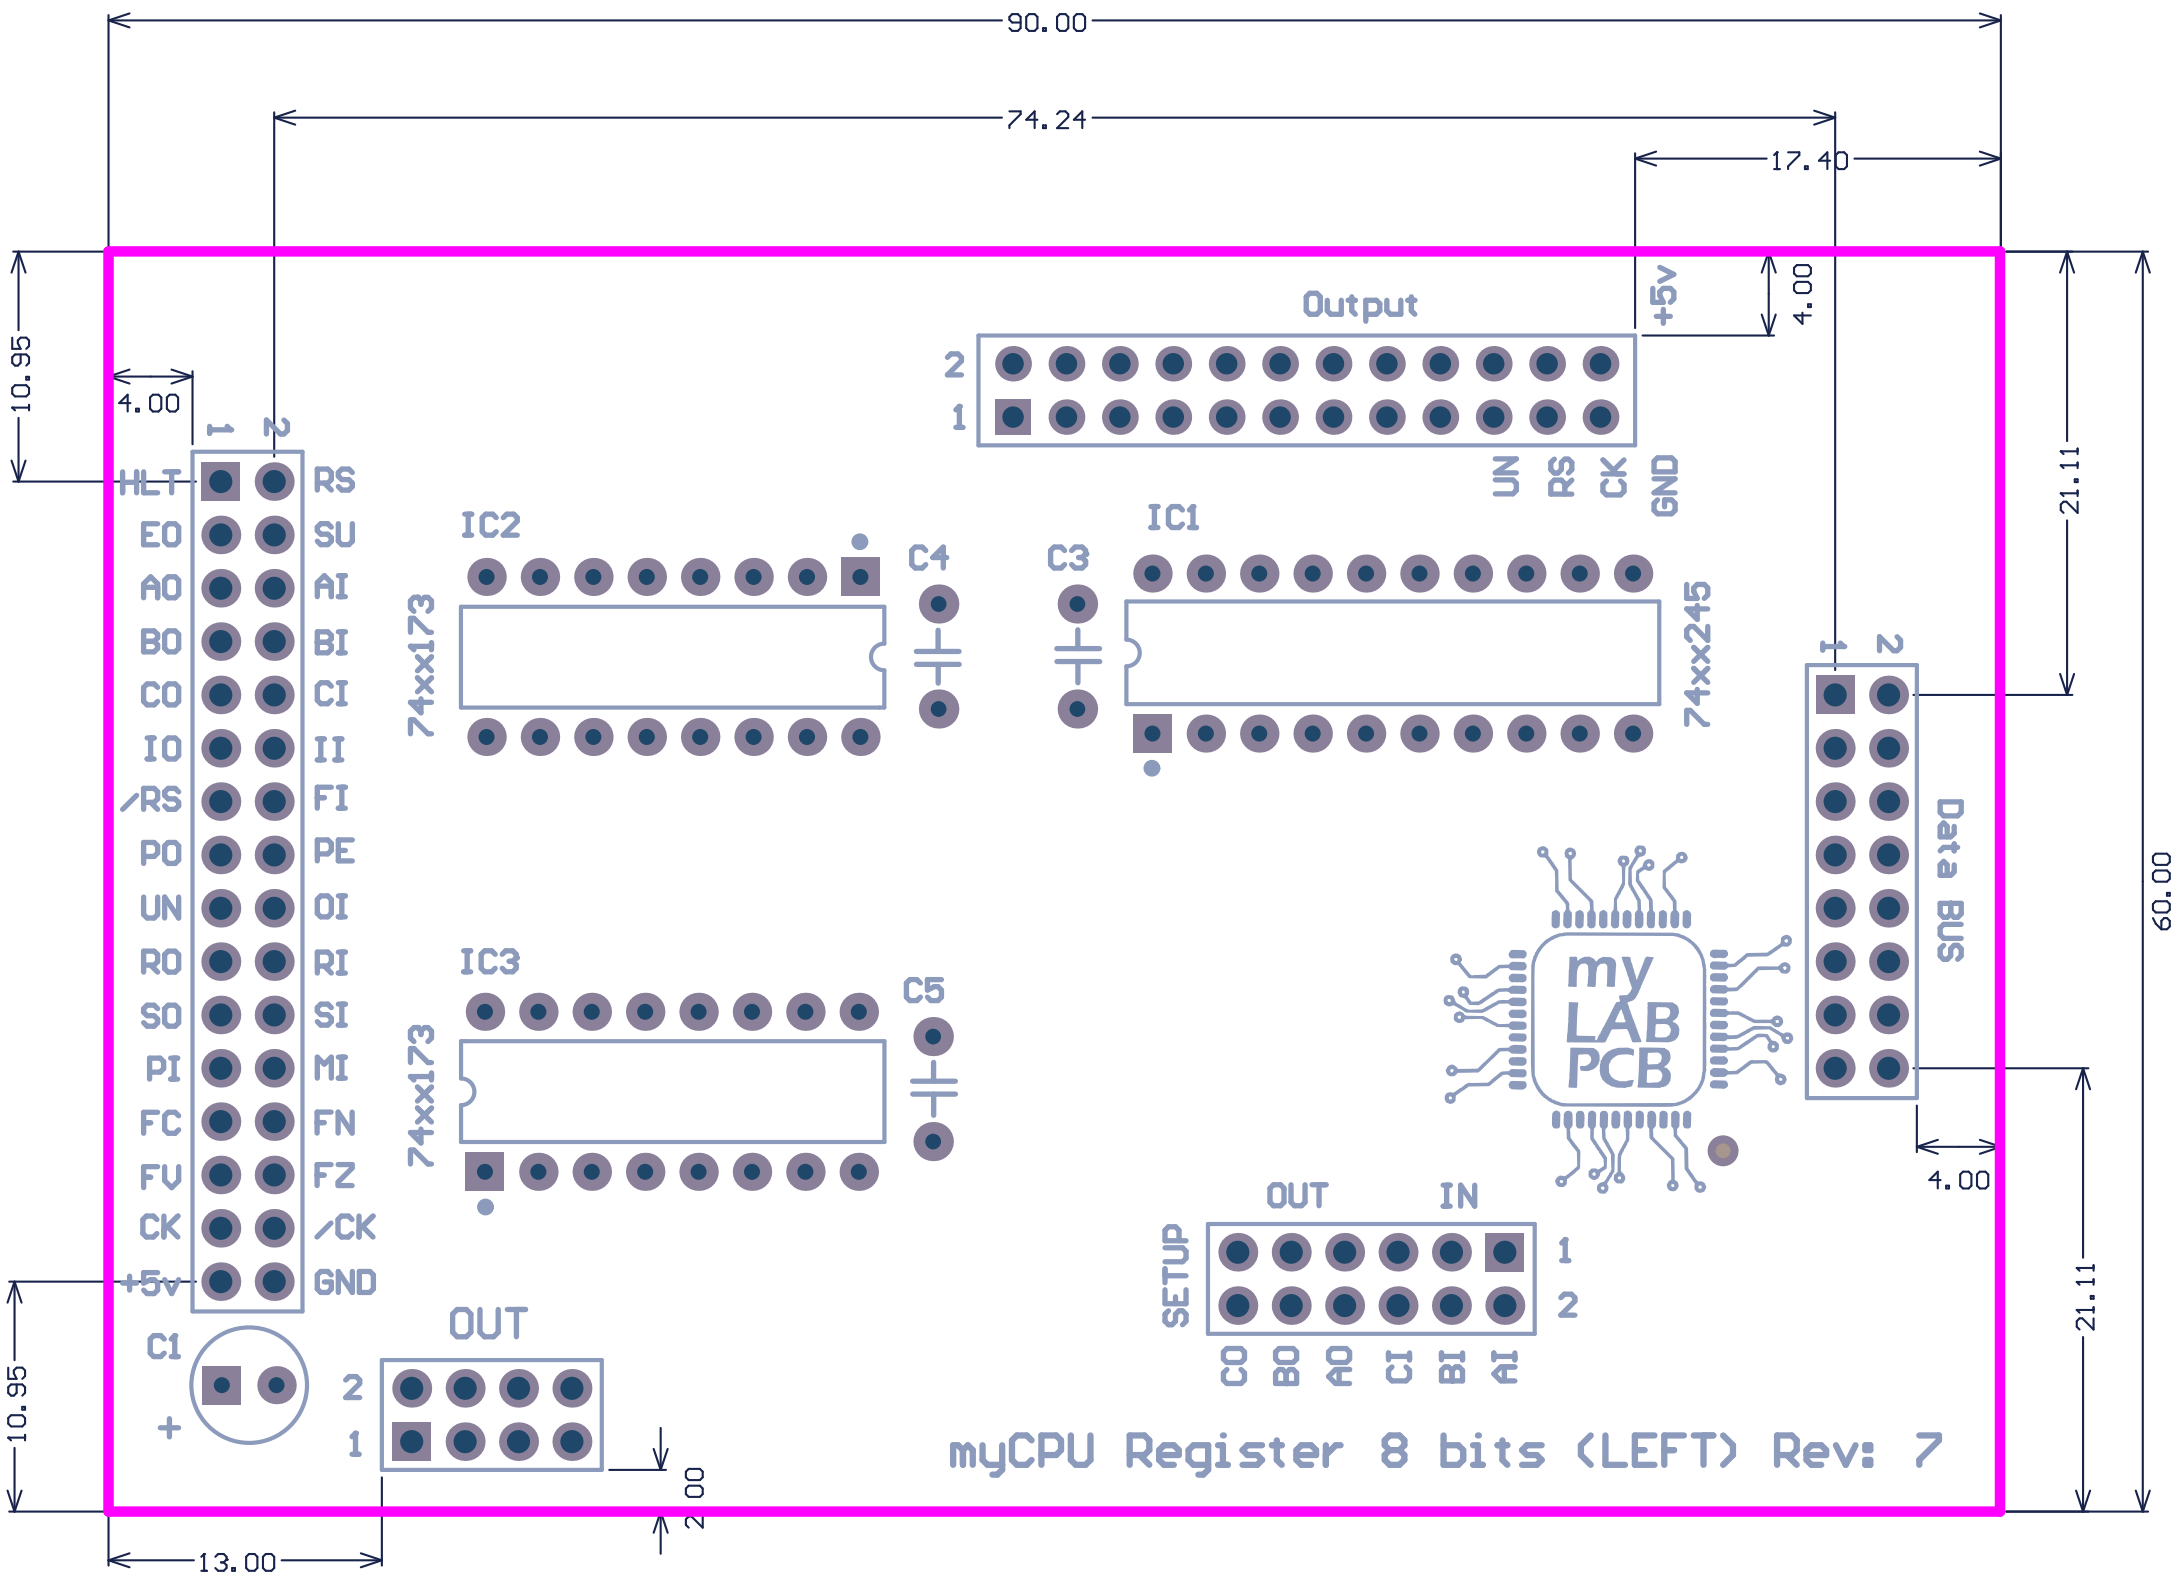 90.00
74.24
17.40
4.00
+5v
Output
10.95
4.00
2
1
1 2
HLT RS
EO SU
AO AI
BO BI
CO CI
IO II
/RS FI
PO PE
UN OI
RO RI
SO SI
PI MI
FC FN
FV FZ
CK /CK
+5v GND
UN RS CK GND
21.11
IC2
IC1
C4
C3
74xx173
74xx245
1 2
Data BUS
60.00
my
LAB
PCB
IC3
C5
74xx173
4.00
21.11
OUT IN
SETUP
1
2
CO BO AO CI BI AI
C1
+
10.95
OUT
2
1
myCPU Register 8 bits (LEFT) Rev: 7
2.00
13.00